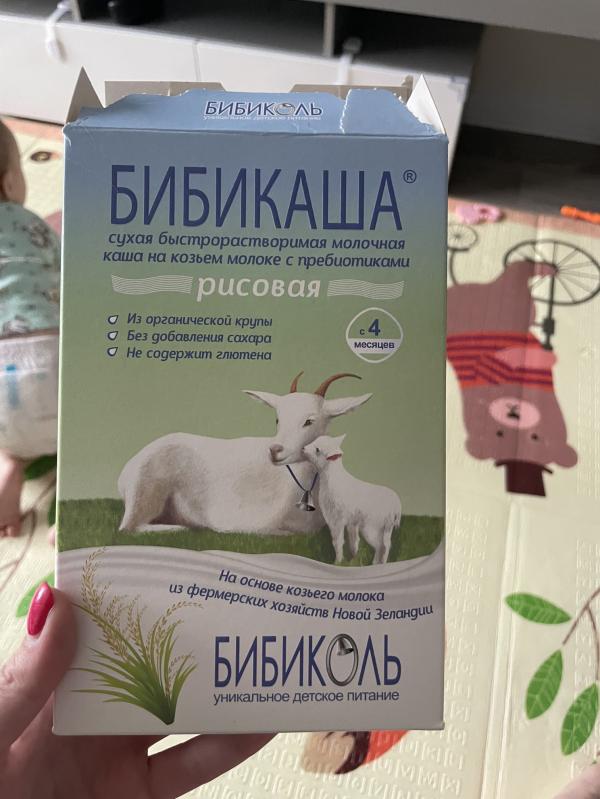 БИБИКОЛЬ
уникальное детское питание
БИБИКАША®
сухая быстрорастворимая молочная
каша на козьем молоке с пребиотиками
рисовая
Из органической крупы
Без добавления сахара
Не содержит глютена
с 4
месяцев
На основе козьего молока
из фермерских хозяйств Новой Зеландии
БИБИКОЛЬ
уникальное детское питание